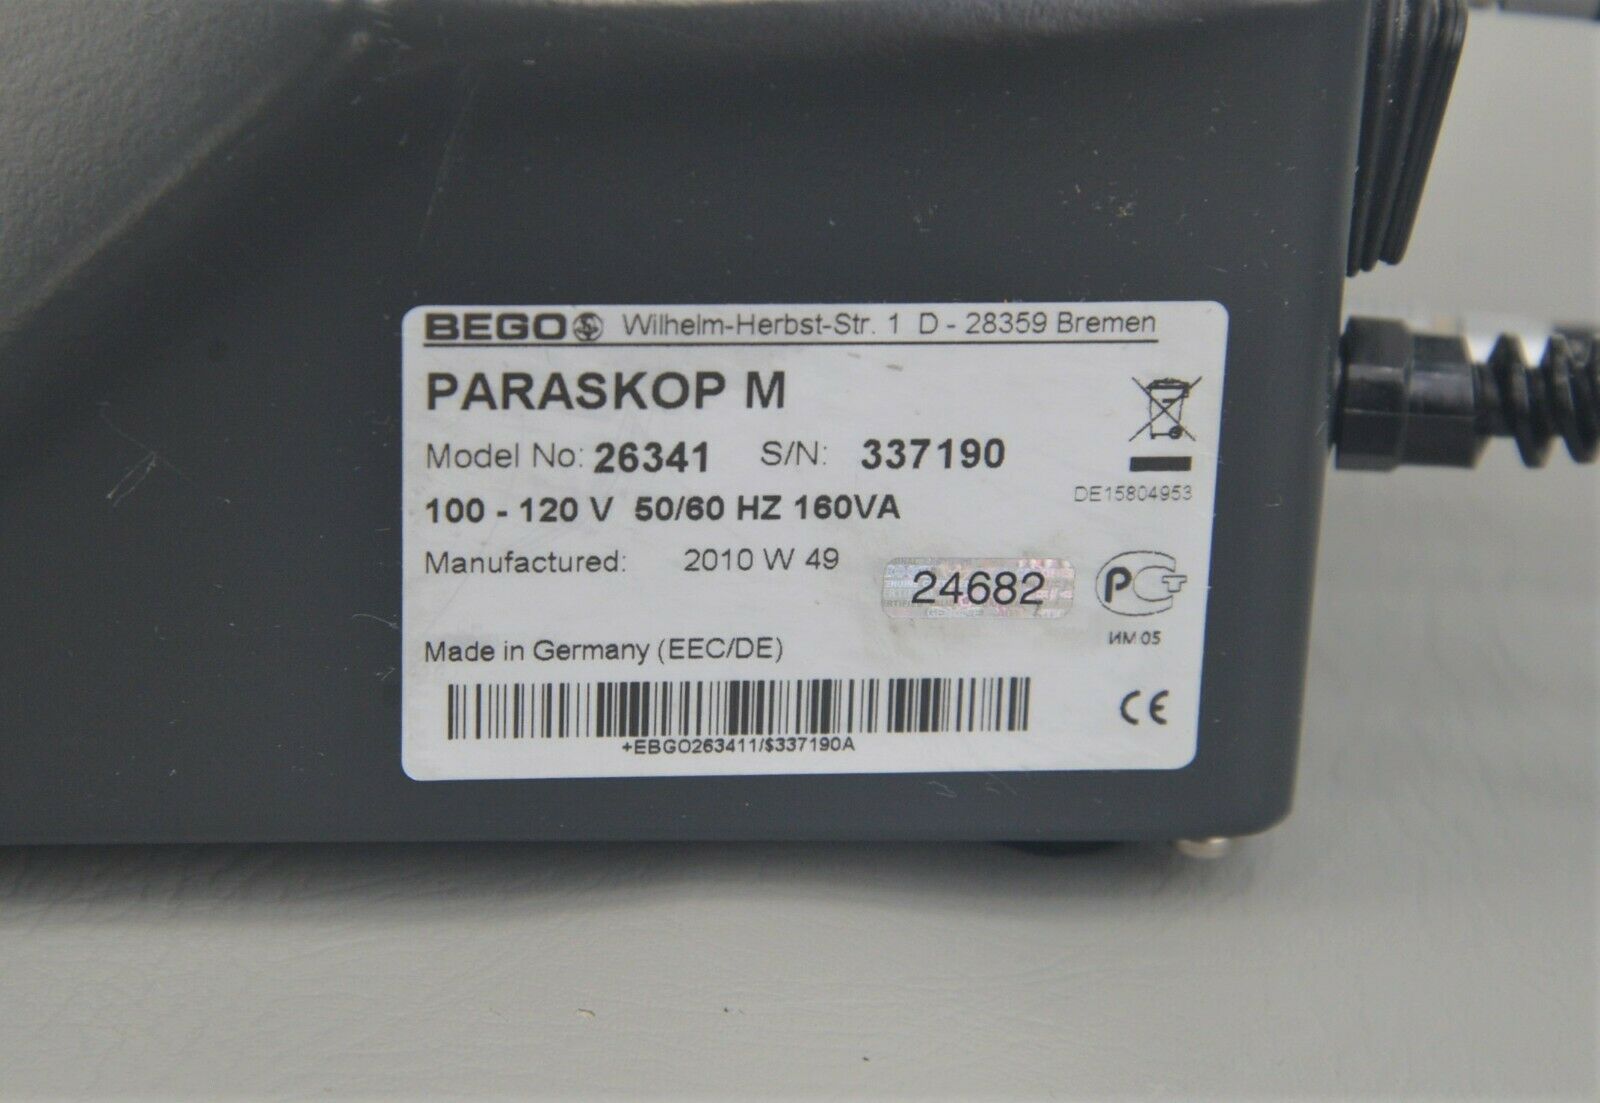 BEGO Wilhelm-Herbst-Str. 1 D - 28359 Bremen
PARASKOP M
Model No: 26341 S/N: 337190
DE15804953
100 - 120 V 50/60 HZ 160VA
Manufactured: 2010 W 49
24682
PCT
ИМ 05
Made in Germany (EEC/DE)
CE
+EBGO263411/$337190A